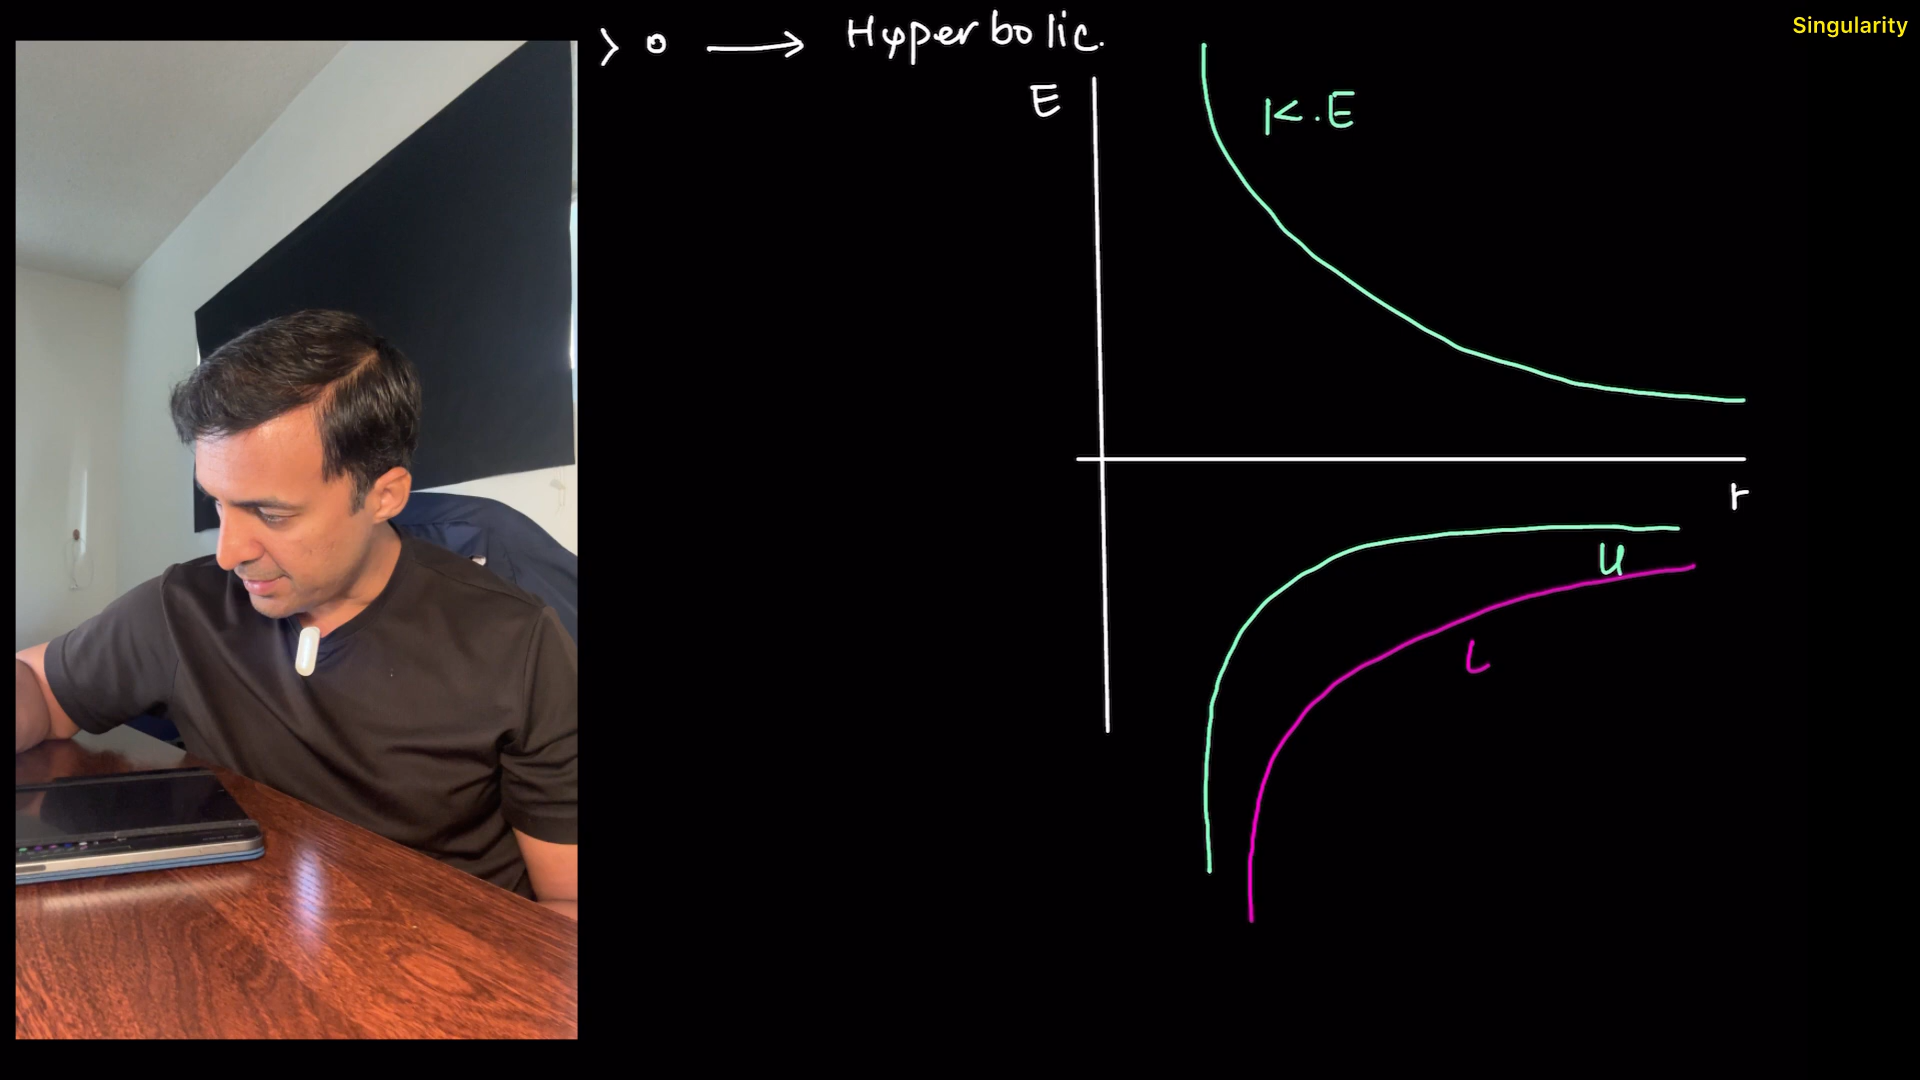 Singularity
> 0 → Hyperbolic.
E
K.E
r
U
L